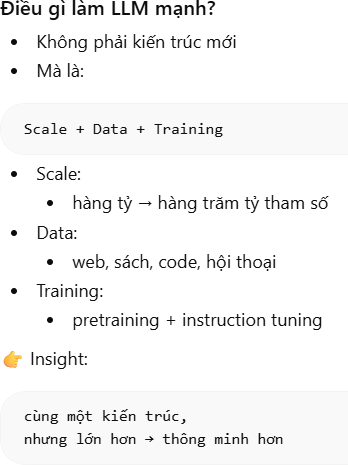 Điều gì làm LLM mạnh?
• Không phải kiến trúc mới
• Mà là:
Scale + Data + Training
• Scale:
• hàng tỷ → hàng trăm tỷ tham số
• Data:
• web, sách, code, hội thoại
• Training:
• pretraining + instruction tuning
👉 Insight:
cùng một kiến trúc,
nhưng lớn hơn → thông minh hơn